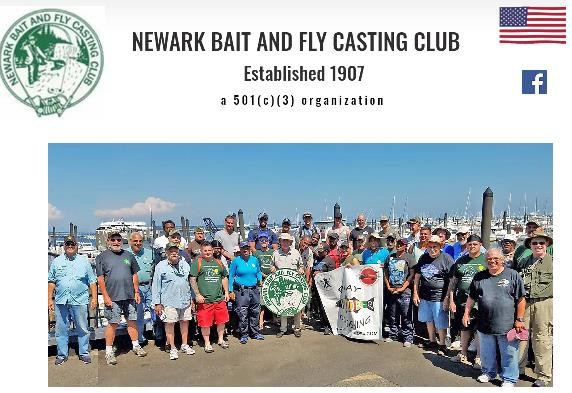 NEWARK BAIT AND FLY CASTING CLUB
NEWARK BAIT AND FLY CASTING CLUB
Established 1907
a 501(c)(3) organization
f